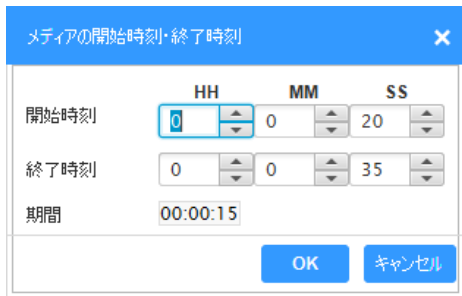 メディアの開始時刻・終了時刻 ×
HH MM SS
開始時刻 0 0 20
終了時刻 0 0 35
期間 00:00:15
OK キャンセル